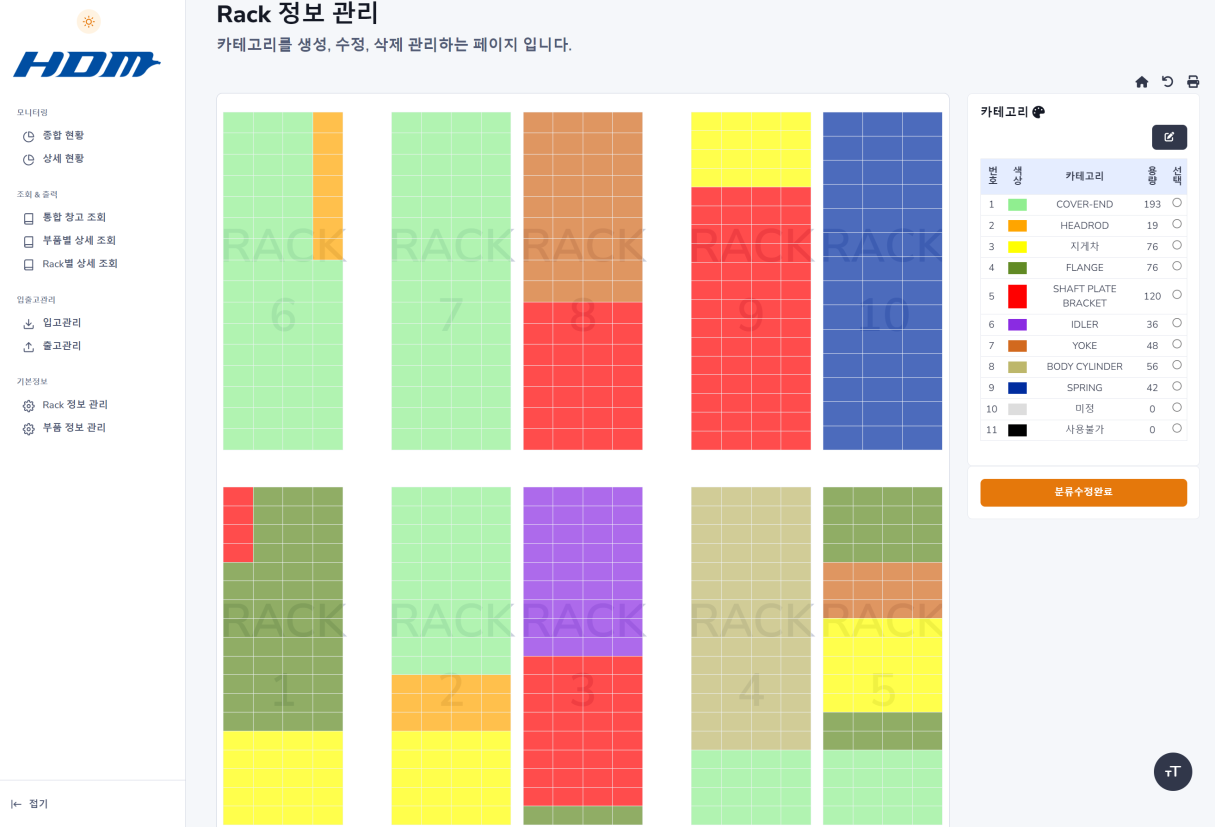 Rack 정보 관리
카테고리를 생성, 수정, 삭제 관리하는 페이지 입니다.
HDM
모니터링
종합 현황
상세 현황
조회 & 출력
통합 창고 조회
부품별 상세 조회
Rack별 상세 조회
입출고관리
입고관리
출고관리
기본정보
Rack 정보 관리
부품 정보 관리
접기
RACK 6
RACK 7
RACK 8
RACK 9
RACK 10
RACK 1
RACK 2
RACK 3
RACK 4
RACK 5
카테고리
번호 색상 카테고리 용량 선택
1 COVER-END 193
2 HEADROD 19
3 지게차 76
4 FLANGE 76
5 SHAFT PLATE
BRACKET 120
6 IDLER 36
7 YOKE 48
8 BODY CYLINDER 56
9 SPRING 42
10 미정 0
11 사용불가 0
분류수정완료
TT